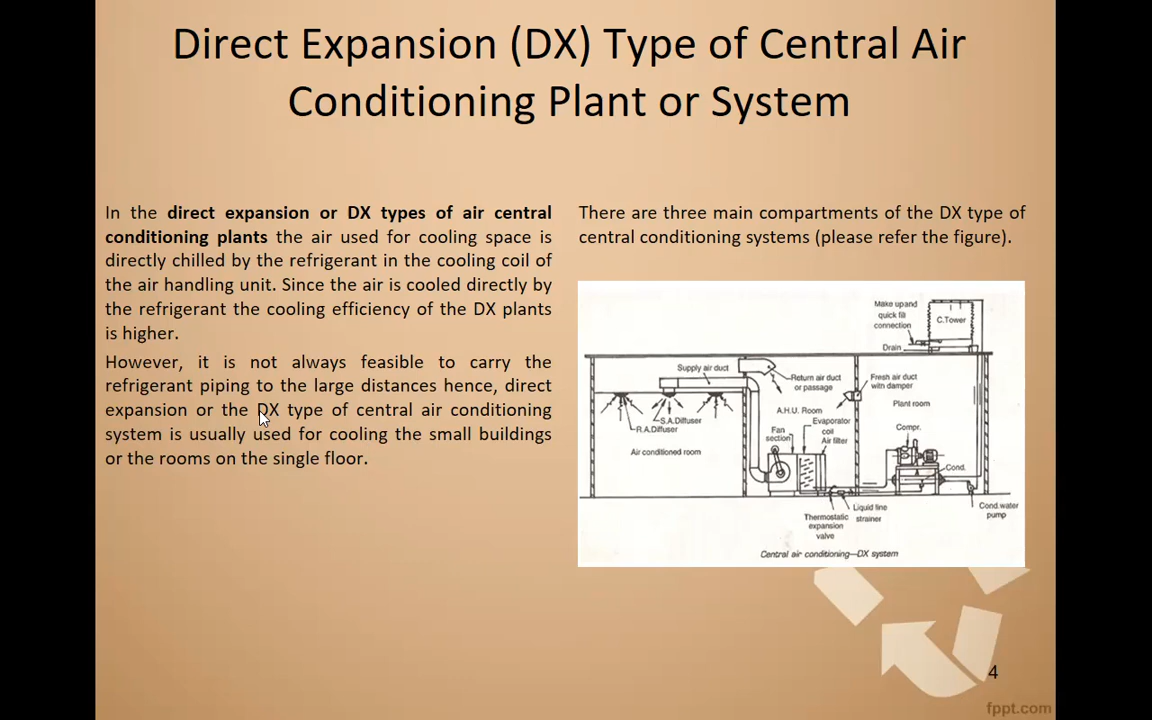 Direct Expansion (DX) Type of Central Air
Conditioning Plant or System
In the direct expansion or DX types of air central
conditioning plants the air used for cooling space is
directly chilled by the refrigerant in the cooling coil of
the air handling unit. Since the air is cooled directly by
the refrigerant the cooling efficiency of the DX plants
is higher.
However, it is not always feasible to carry the
refrigerant piping to the large distances hence, direct
expansion or the DX type of central air conditioning
system is usually used for cooling the small buildings
or the rooms on the single floor.
There are three main compartments of the DX type of
central conditioning systems (please refer the figure).
Make up and
quick fill
connection
C.Tower
Drain
Supply air duct
Return air duct
or passage
Fresh air duct
with damper
A.H.U. Room
Plant room
S.A.Diffuser
R.A.Diffuser
Fan
section
Evaporator
coil
Air filter
Compr.
Air conditioned room
Cond.
Thermostatic
expansion
valve
Liquid line
strainer
Cond. water
pump
Central air conditioning—DX system
4
fppt.com